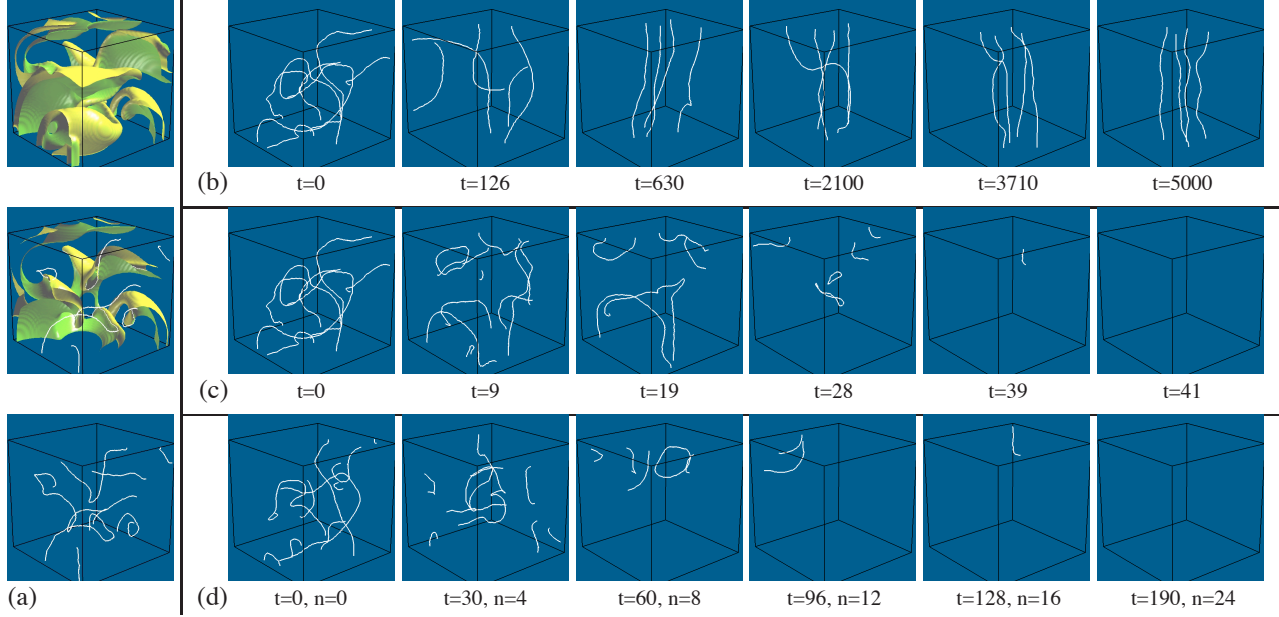 (b) t=0 t=126 t=630 t=2100 t=3710 t=5000
(c) t=0 t=9 t=19 t=28 t=39 t=41
(a) (d) t=0, n=0 t=30, n=4 t=60, n=8 t=96, n=12 t=128, n=16 t=190, n=24